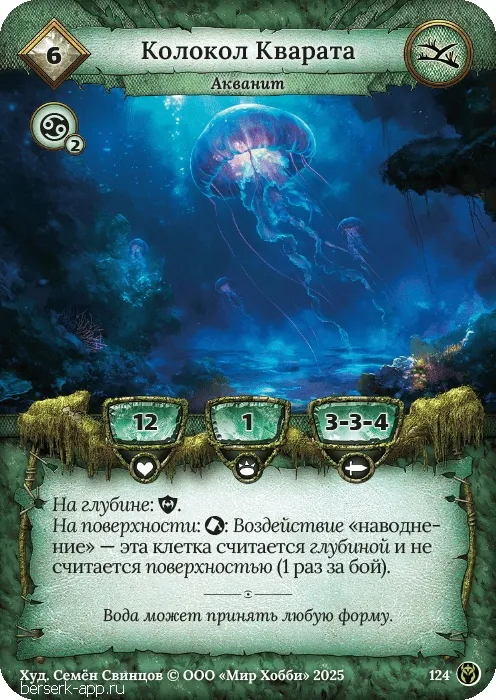 6
Колокол Кварата
Акванит
2
12
1
3-3-4
На глубине: .
На поверхности: : Воздействие «наводне-
ние» — эта клетка считается глубиной и не
считается поверхностью (1 раз за бой).
Вода может принять любую форму.
Худ. Семён Свинцов © ООО «Мир Хобби» 2025
124
berserk-app.ru